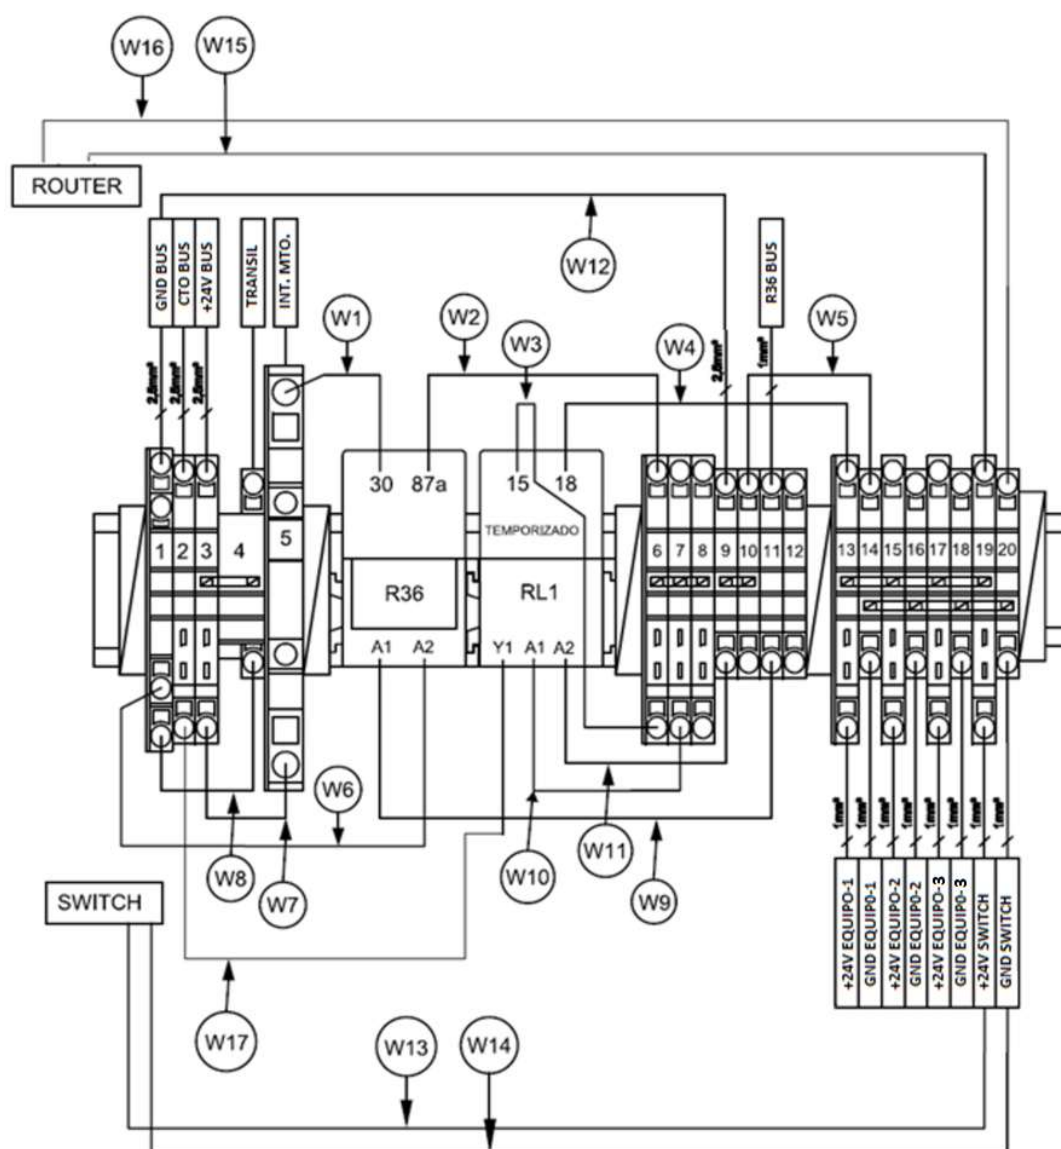 W16
W15
ROUTER
GND BUS
CTO BUS
+24V BUS
TRANSIL
INT. MTO.
W12
R36 BUS
W1
W2
W3
W4
W5
2,5mm²
2,5mm²
2,5mm²
2,5mm²
1mm²
30
87a
15
18
TEMPORIZADO
1
2
3
4
5
6
7
8
9
10
11
12
13
14
15
16
17
18
19
20
R36
RL1
A1
A2
Y1
A1
A2
W6
W8
W7
W10
W11
W9
1mm²
1mm²
1mm²
1mm²
1mm²
1mm²
1mm²
1mm²
SWITCH
+24V EQUIPO-1
GND EQUIPO-1
+24V EQUIPO-2
GND EQUIPO-2
+24V EQUIPO-3
GND EQUIPO-3
+24V SWITCH
GND SWITCH
W17
W13
W14